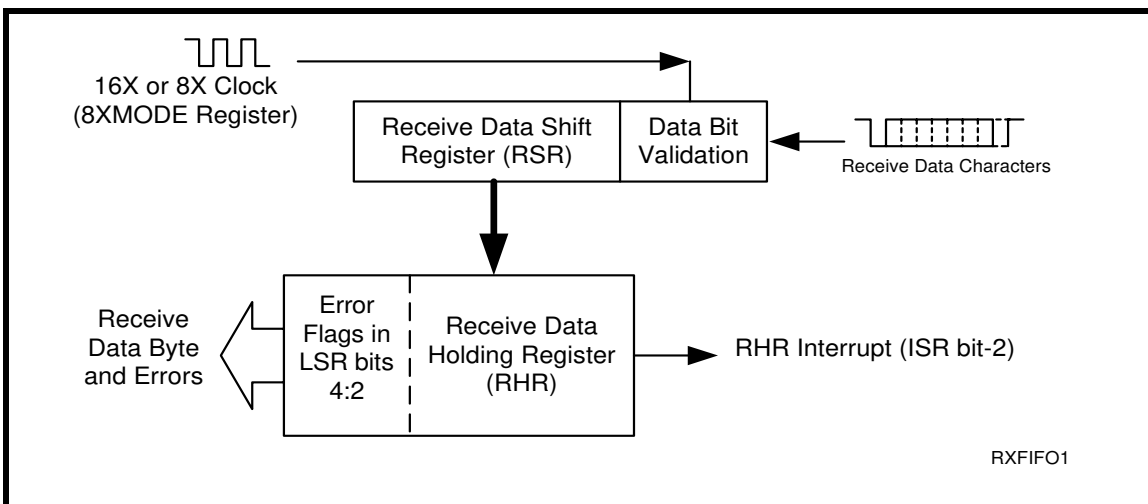 16X or 8X Clock
(8XMODE Register)
Receive Data Shift
Register (RSR)
Data Bit
Validation
Receive Data Characters
Receive
Data Byte
and Errors
Error
Flags in
LSR bits
4:2
Receive Data
Holding Register
(RHR)
RHR Interrupt (ISR bit-2)
RXFIFO1